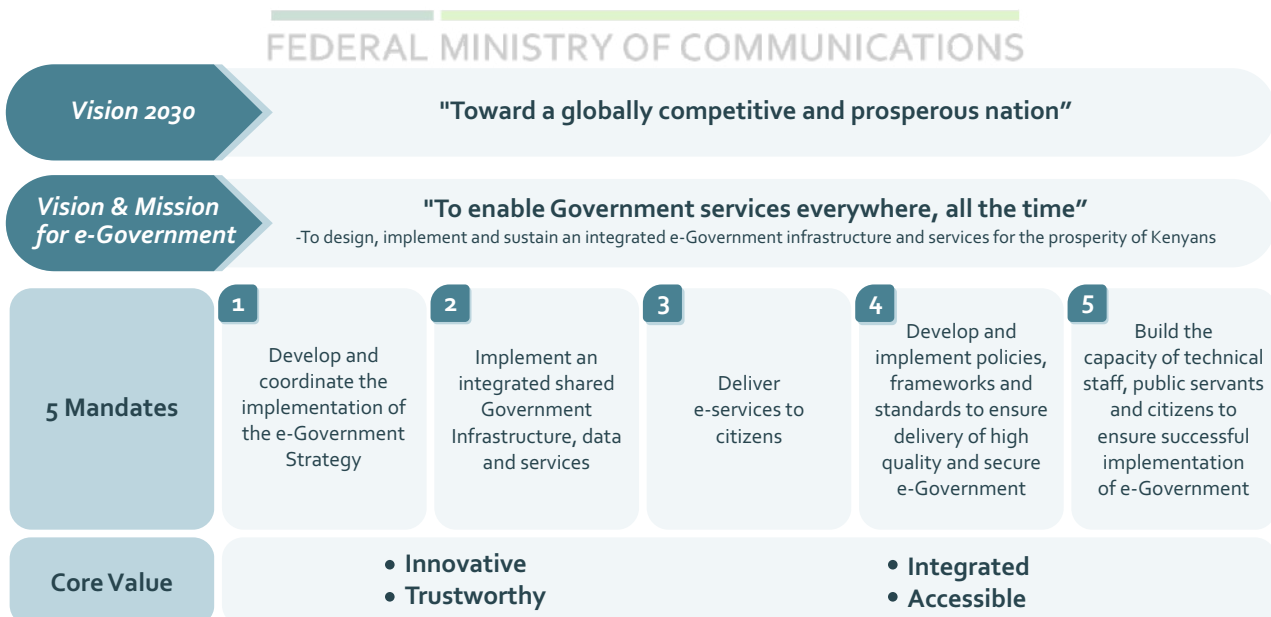 FEDERAL MINISTRY OF COMMUNICATIONS
Vision 2030
"Toward a globally competitive and prosperous nation”
Vision & Mission
for e-Government
"To enable Government services everywhere, all the time”
-To design, implement and sustain an integrated e-Government infrastructure and services for the prosperity of Kenyans
5 Mandates
1
Develop and
coordinate the
implementation of
the e-Government
Strategy
2
Implement an
integrated shared
Government
Infrastructure, data
and services
3
Deliver
e-services to
citizens
4
Develop and
implement policies,
frameworks and
standards to ensure
delivery of high
quality and secure
e-Government
5
Build the
capacity of technical
staff, public servants
and citizens to
ensure successful
implementation
of e-Government
Core Value
• Innovative
• Trustworthy
• Integrated
• Accessible